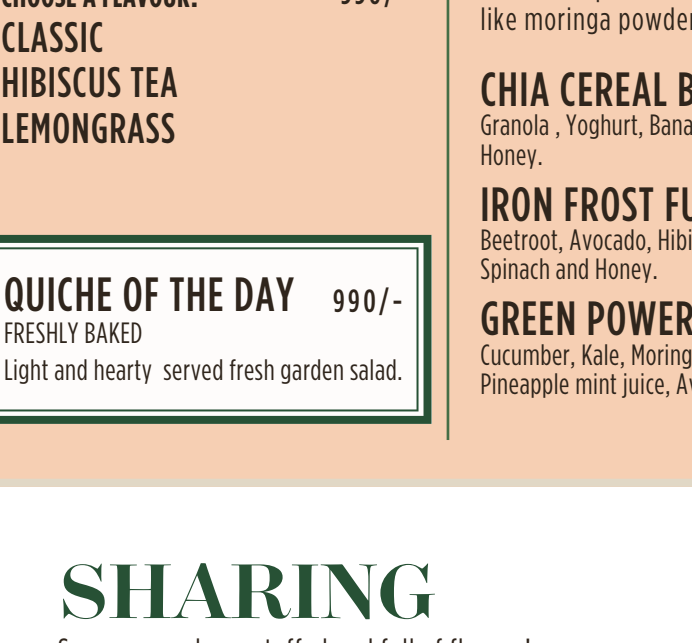 CHOOSE A FLAVOUR:
CLASSIC
HIBISCUS TEA
LEMONGRASS
QUICHE OF THE DAY 990/-
FRESHLY BAKED
Light and hearty served fresh garden salad.
like moringa powder
CHIA CEREAL B
Granola , Yoghurt, Bana
Honey.
IRON FROST FU
Beetroot, Avocado, Hibi
Spinach and Honey.
GREEN POWER
Cucumber, Kale, Moring
Pineapple mint juice, Av
SHARING